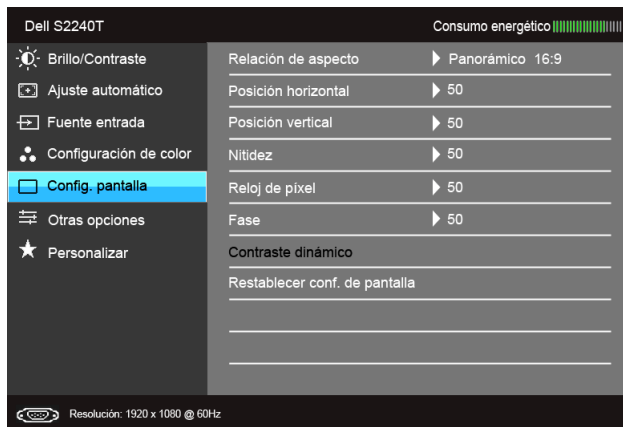 Dell S2240T Consumo energético
Brillo/Contraste Relación de aspecto Panorámico 16:9
Ajuste automático Posición horizontal 50
Fuente entrada Posición vertical 50
Configuración de color Nitidez 50
Config. pantalla Reloj de píxel 50
Otras opciones Fase 50
Personalizar Contraste dinámico
Restablecer conf. de pantalla
Resolución: 1920 x 1080 @ 60Hz